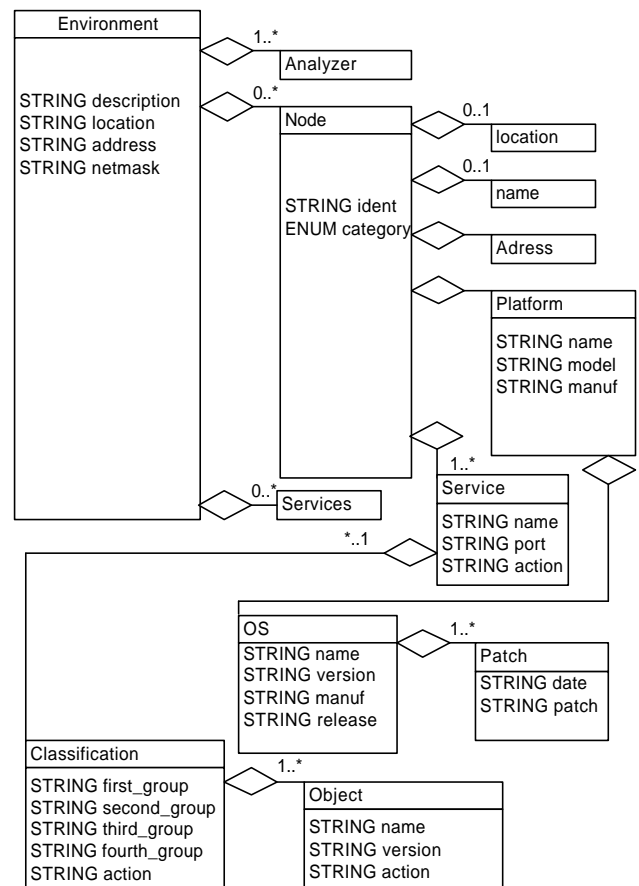 Environment
STRING description
STRING location
STRING address
STRING netmask
1..*
Analyzer
0..*
Node
STRING ident
ENUM category
0..1
location
0..1
name
Adress
Platform
STRING name
STRING model
STRING manuf
0..*
Services
1..*
Service
STRING name
STRING port
STRING action
*..1
OS
STRING name
STRING version
STRING manuf
STRING release
1..*
Patch
STRING date
STRING patch
Classification
STRING first_group
STRING second_group
STRING third_group
STRING fourth_group
STRING action
1..*
Object
STRING name
STRING version
STRING action